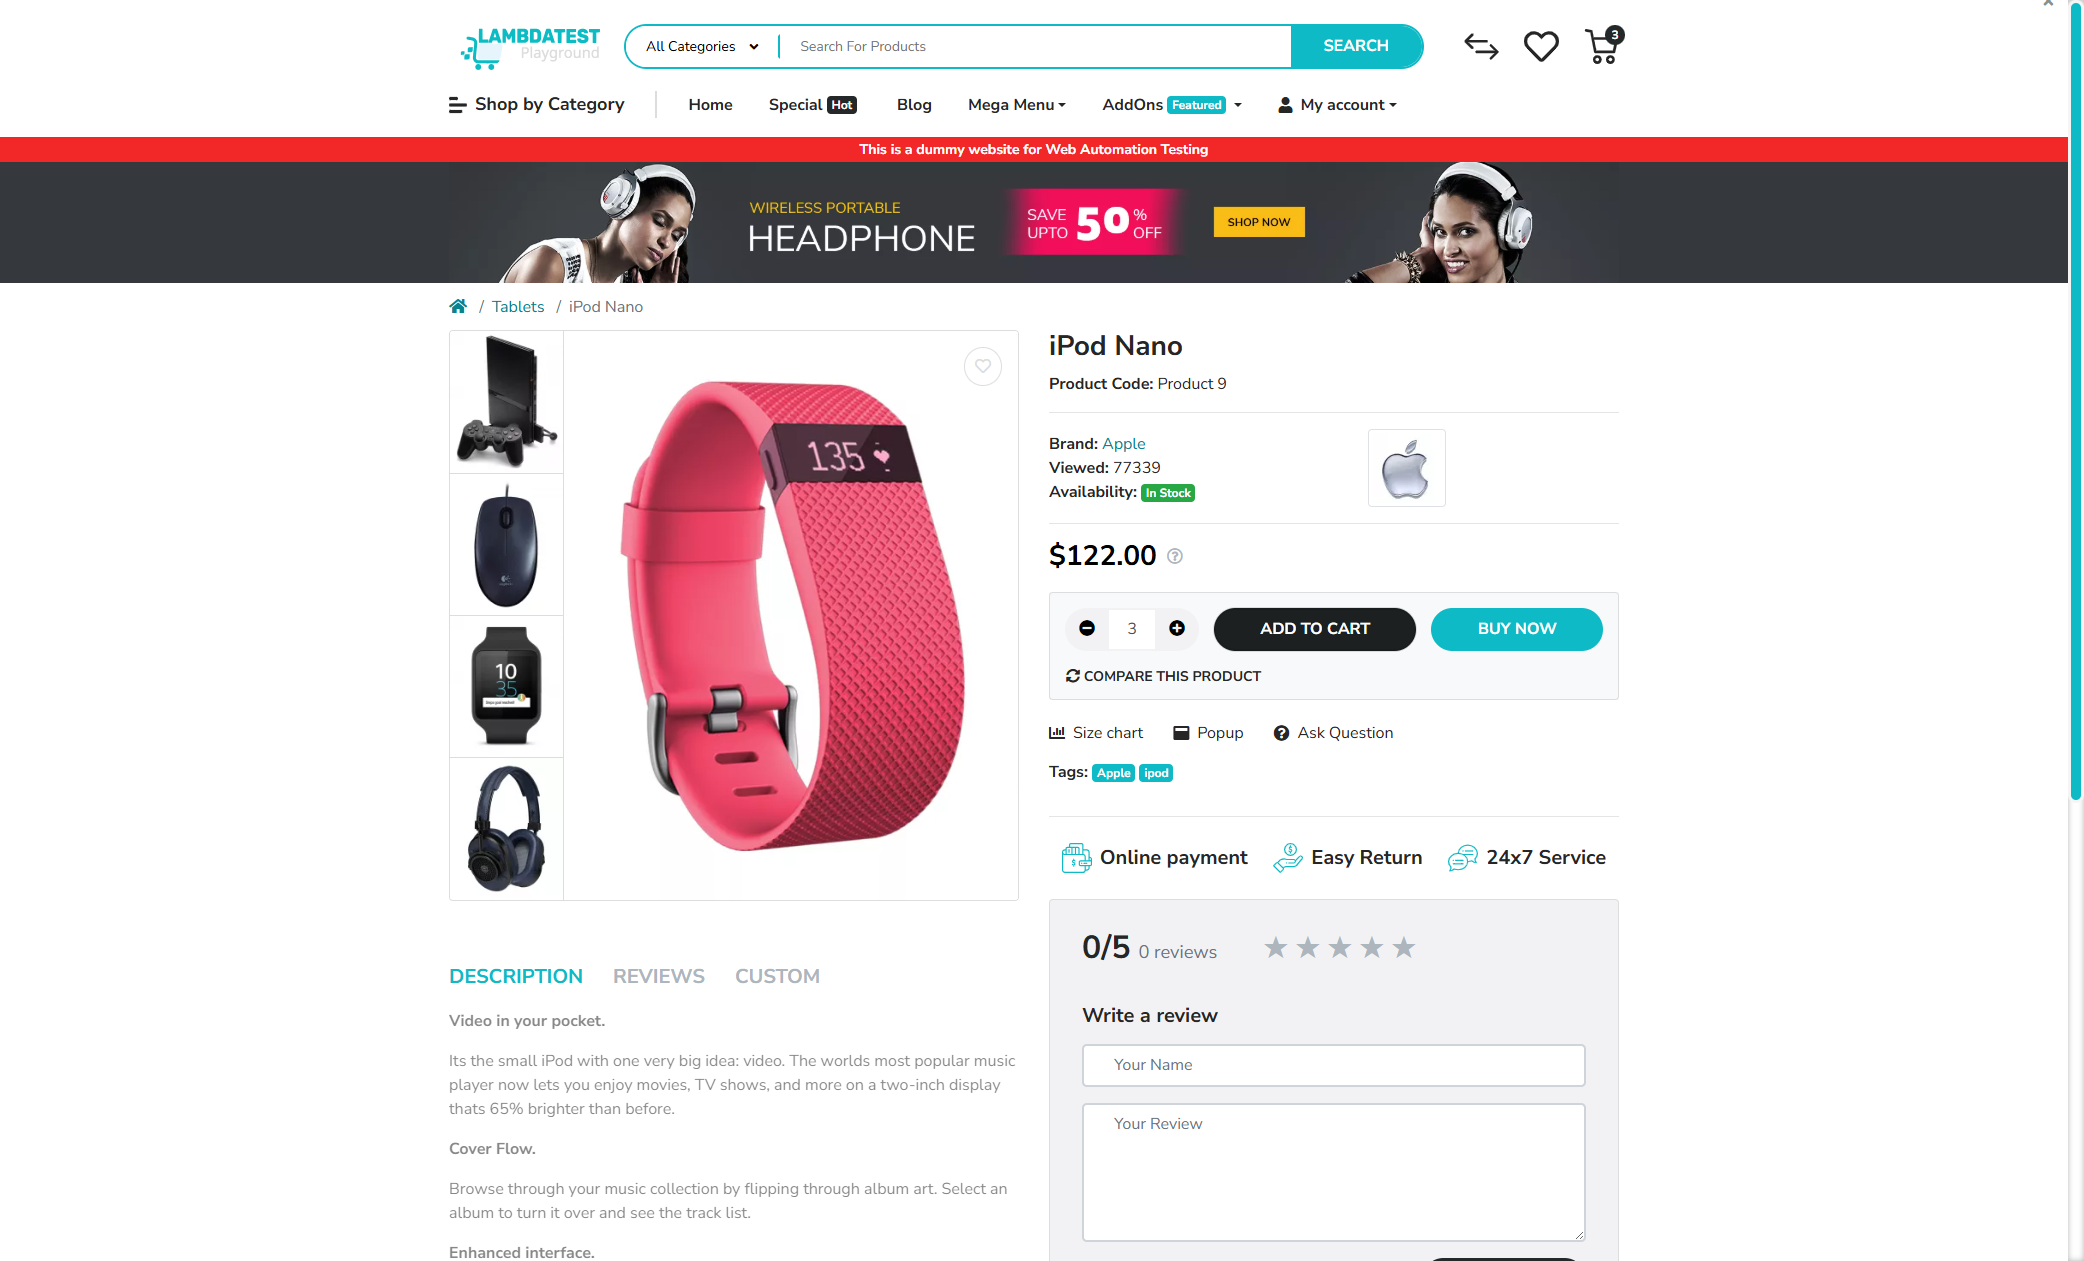 LAMBDATEST
Playground
All Categories
Search For Products
SEARCH
3
Shop by Category
Home
Special Hot
Blog
Mega Menu
AddOns Featured
My account
This is a dummy website for Web Automation Testing
WIRELESS PORTABLE
HEADPHONE
SAVE UPTO 50 % OFF
SHOP NOW
/ Tablets / iPod Nano
10
35
135
iPod Nano
Product Code: Product 9
Brand: Apple
Viewed: 77339
Availability: In Stock
$122.00
3
ADD TO CART
BUY NOW
COMPARE THIS PRODUCT
Size chart
Popup
Ask Question
Tags: Apple ipod
Online payment
Easy Return
24x7 Service
0/5 0 reviews
Write a review
Your Name
Your Review
DESCRIPTION
REVIEWS
CUSTOM
Video in your pocket.
Its the small iPod with one very big idea: video. The worlds most popular music
player now lets you enjoy movies, TV shows, and more on a two-inch display
thats 65% brighter than before.
Cover Flow.
Browse through your music collection by flipping through album art. Select an
album to turn it over and see the track list.
Enhanced interface.